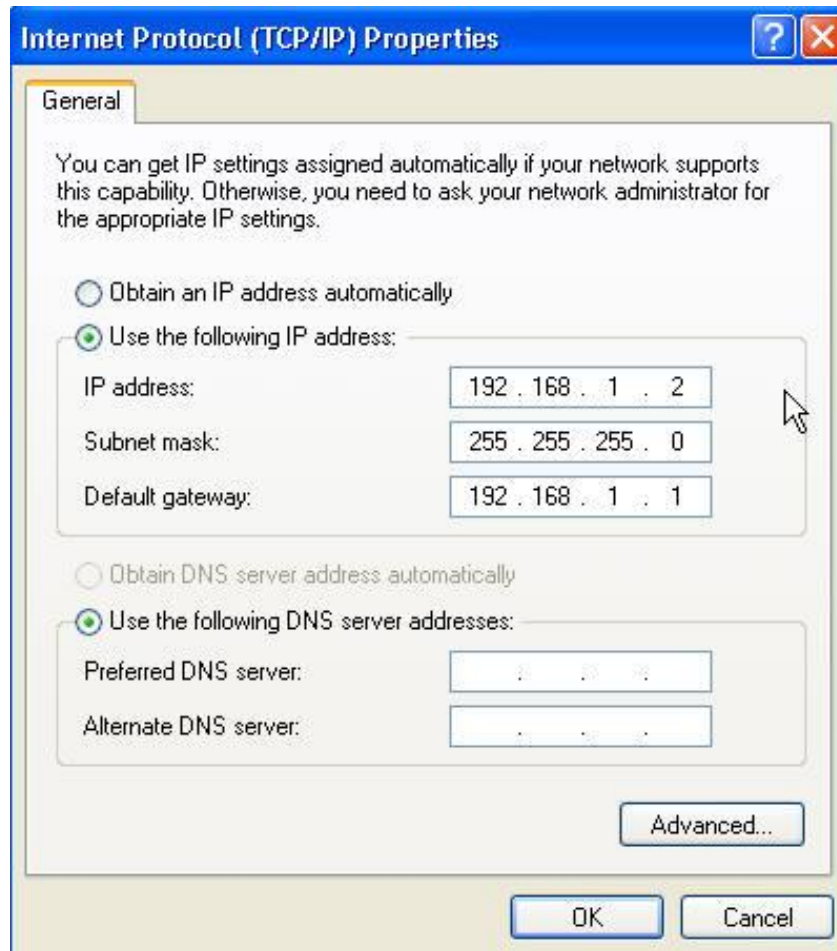 Internet Protocol (TCP/IP) Properties
General
You can get IP settings assigned automatically if your network supports
this capability. Otherwise, you need to ask your network administrator for
the appropriate IP settings.
Obtain an IP address automatically
Use the following IP address:
IP address: 192 . 168 . 1 . 2
Subnet mask: 255 . 255 . 255 . 0
Default gateway: 192 . 168 . 1 . 1
Obtain DNS server address automatically
Use the following DNS server addresses:
Preferred DNS server: . . .
Alternate DNS server: . . .
Advanced...
OK Cancel